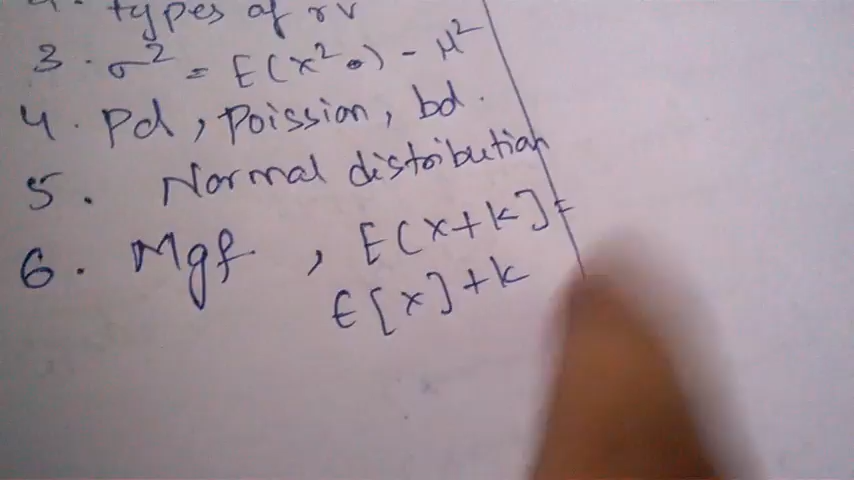 types of rv
3. σ² = E(x²) - μ²
4. Pd, Poission, bd.
5. Normal distribution
6. Mgf, E[x+k] =
E[x]+k